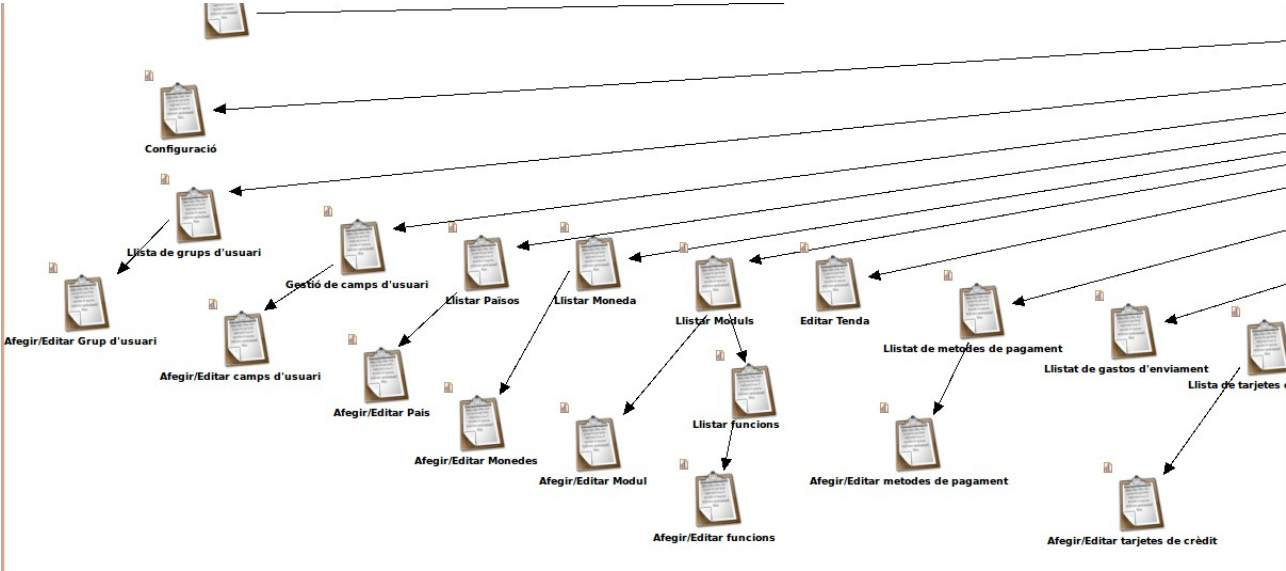 Configuració
Llista de grups d'usuari
Gestió de camps d'usuari
Llistar Països
Llistar Moneda
Llistar Moduls
Editar Tenda
Afegir/Editar Grup d'usuari
Llistat de metodes de pagament
Llistat de gastos d'enviament
Afegir/Editar camps d'usuari
Llista de tarjetes
Afegir/Editar Pais
Llistar funcions
Afegir/Editar Monedes
Afegir/Editar Modul
Afegir/Editar metodes de pagament
Afegir/Editar funcions
Afegir/Editar tarjetes de crèdit